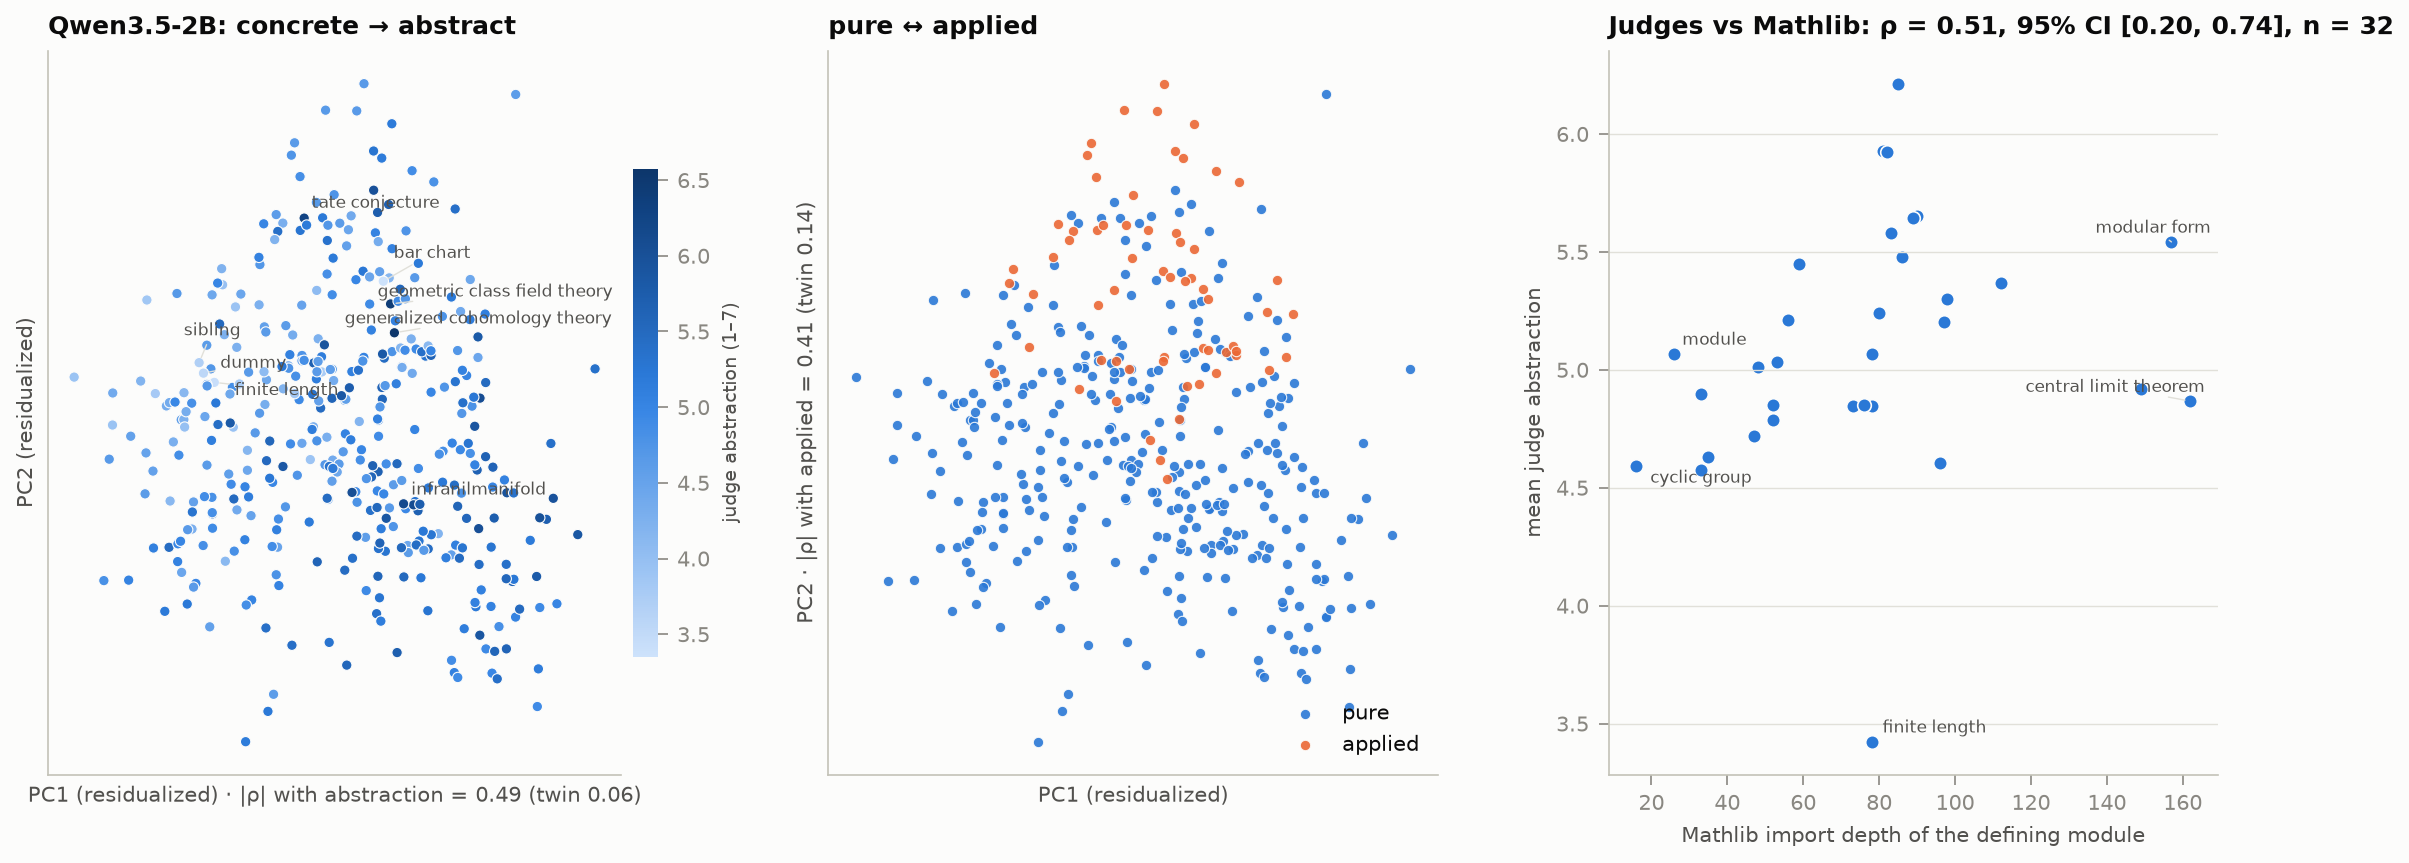 Qwen3.5-2B: concrete → abstract
tate conjecture
bar chart
geometric class field theory
generalized cohomology theory
sibling
dummy
finite length
infranilmanifold
PC2 (residualized)
PC1 (residualized) · |ρ| with abstraction = 0.49 (twin 0.06)
6.5
6.0
5.5
5.0
4.5
4.0
3.5
judge abstraction (1–7)
pure ↔ applied
PC2 · |ρ| with applied = 0.41 (twin 0.14)
PC1 (residualized)
pure
applied
Judges vs Mathlib: ρ = 0.51, 95% CI [0.20, 0.74], n = 32
mean judge abstraction
6.0
5.5
5.0
4.5
4.0
3.5
modular form
module
central limit theorem
cyclic group
finite length
20 40 60 80 100 120 140 160
Mathlib import depth of the defining module